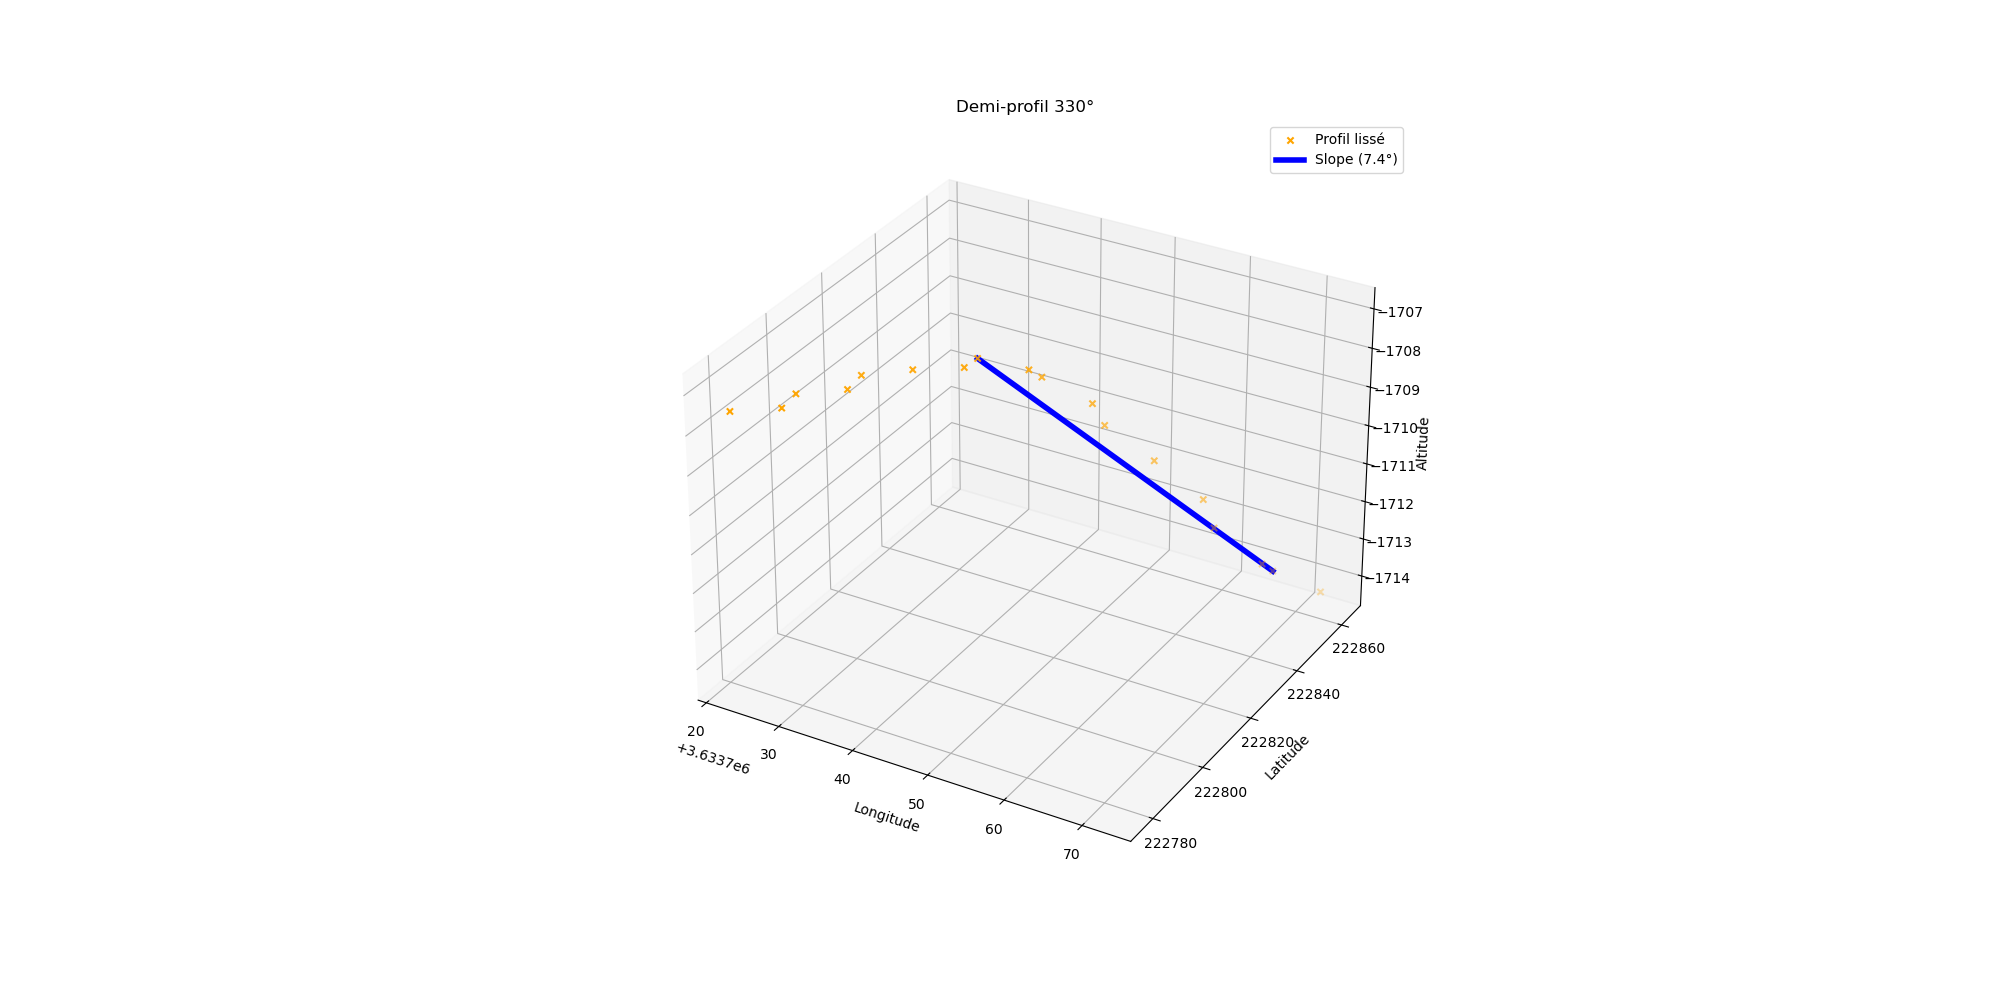 Demi-profil 330°
Profil lissé
Slope (7.4°)
−1707
−1708
−1709
−1710
−1711
−1712
−1713
−1714
Altitude
222860
222840
222820
222800
222780
Latitude
20
30
40
50
60
70
+3.6337e6
Longitude